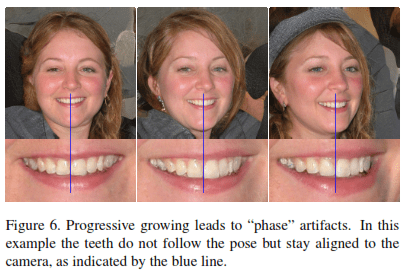 Figure 6. Progressive growing leads to “phase” artifacts. In this
example the teeth do not follow the pose but stay aligned to the
camera, as indicated by the blue line.